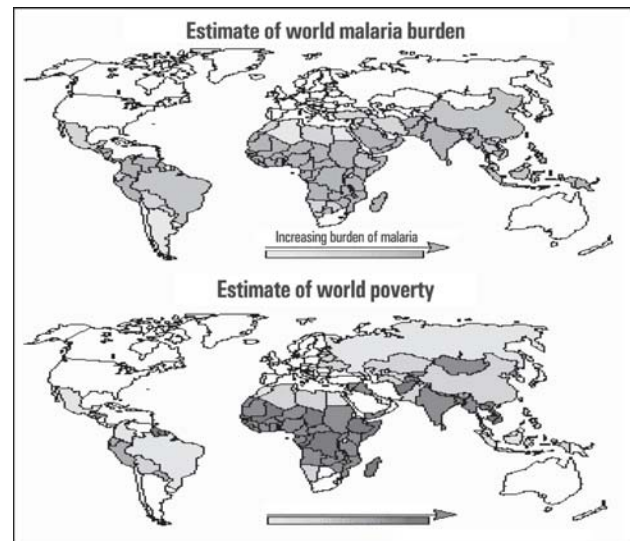 Estimate of world malaria burden
Increasing burden of malaria
Estimate of world poverty